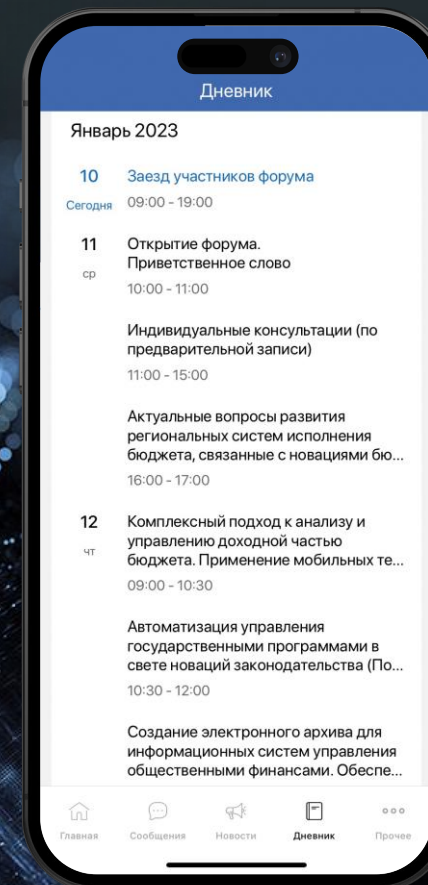 Дневник
Январь 2023
10
Заезд участников форума
Сегодня
09:00 - 19:00
11
Открытие форума.
Приветственное слово
ср
10:00 - 11:00
Индивидуальные консультации (по
предварительной записи)
11:00 - 15:00
Актуальные вопросы развития
региональных систем исполнения
бюджета, связанные с новациями бю...
16:00 - 17:00
12
Комплексный подход к анализу и
управлению доходной частью
чт
бюджета. Применение мобильных те...
09:00 - 10:30
Автоматизация управления
государственными программами в
свете новаций законодательства (По...
10:30 - 12:00
Создание электронного архива для
информационных систем управления
общественными финансами. Обеспе...
Главная Сообщения Новости Дневник Прочее